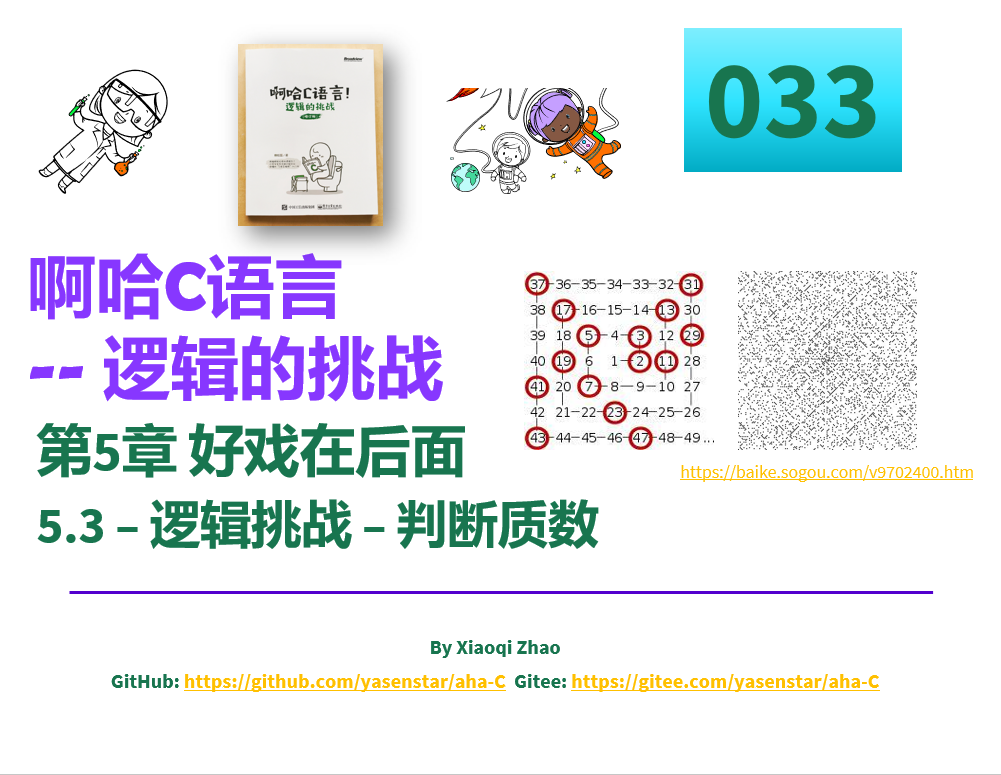 啊哈C语言!
逻辑的挑战
033
啊哈C语言
-- 逻辑的挑战
第5章 好戏在后面
5.3 – 逻辑挑战 – 判断质数
37 36 35 34 33 32 31
38 17 16 15 14 13 30
39 18 5 4 3 12 29
40 19 6 1 2 11 28
41 20 7 8 9 10 27
42 21 22 23 24 25 26
43 44 45 46 47 48 49...
https://baike.sogou.com/v9702400.htm
By Xiaoqi Zhao
GitHub: https://github.com/yasenstar/aha-C Gitee: https://gitee.com/yasenstar/aha-C